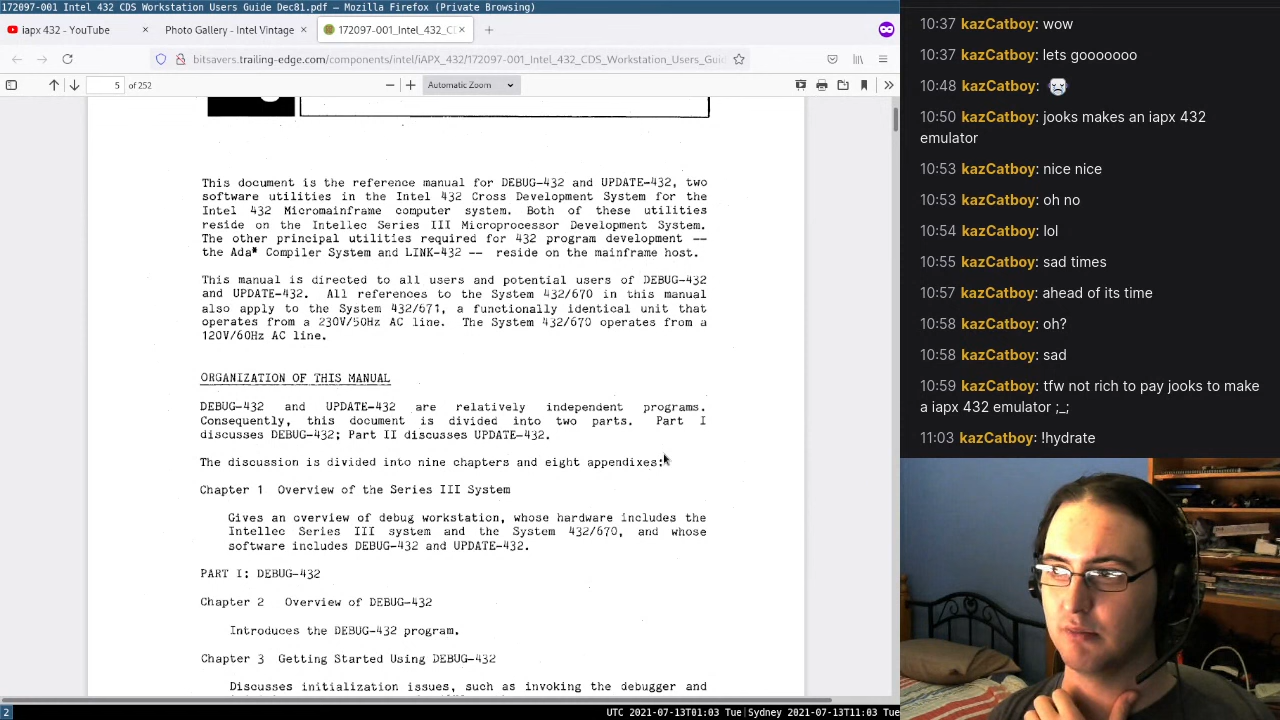 172097-001 Intel 432 CDS Workstation Users Guide Dec81.pdf — Mozilla Firefox (Private Browsing)
iapx 432 - YouTube
Photo Gallery - Intel Vintage
172097-001_Intel_432_C
bitsavers.trailing-edge.com/components/intel/iAPX_432/172097-001_Intel_432_CDS_Workstation_Users_Gui
5 of 252
Automatic Zoom
This document is the reference manual for DEBUG-432 and UPDATE-432, two
software utilities in the Intel 432 Cross Development System for the
Intel 432 Micromainframe computer system. Both of these utilities
reside on the Intellec Series III Microprocessor Development System.
The other principal utilities required for 432 program development --
the Ada* Compiler System and LINK-432 -- reside on the mainframe host.
This manual is directed to all users and potential users of DEBUG-432
and UPDATE-432. All references to the System 432/670 in this manual
also apply to the System 432/671, a functionally identical unit that
operates from a 230V/50Hz AC line. The System 432/670 operates from a
120V/60Hz AC line.
ORGANIZATION OF THIS MANUAL
DEBUG-432 and UPDATE-432 are relatively independent programs.
Consequently, this document is divided into two parts. Part I
discusses DEBUG-432; Part II discusses UPDATE-432.
The discussion is divided into nine chapters and eight appendixes:
Chapter 1 Overview of the Series III System
Gives an overview of debug workstation, whose hardware includes the
Intellec Series III system and the System 432/670, and whose
software includes DEBUG-432 and UPDATE-432.
PART I: DEBUG-432
Chapter 2 Overview of DEBUG-432
Introduces the DEBUG-432 program.
Chapter 3 Getting Started Using DEBUG-432
Discusses initialization issues, such as invoking the debugger and
2
UTC 2021-07-13T01:03 Tue|Sydney 2021-07-13T11:03 Tue
10:37 kazCatboy: wow
10:37 kazCatboy: lets gooooooo
10:48 kazCatboy:
10:50 kazCatboy: jooks makes an iapx 432
emulator
10:53 kazCatboy: nice nice
10:53 kazCatboy: oh no
10:54 kazCatboy: lol
10:55 kazCatboy: sad times
10:57 kazCatboy: ahead of its time
10:58 kazCatboy: oh?
10:58 kazCatboy: sad
10:59 kazCatboy: tfw not rich to pay jooks to make
a iapx 432 emulator ;_;
11:03 kazCatboy: !hydrate